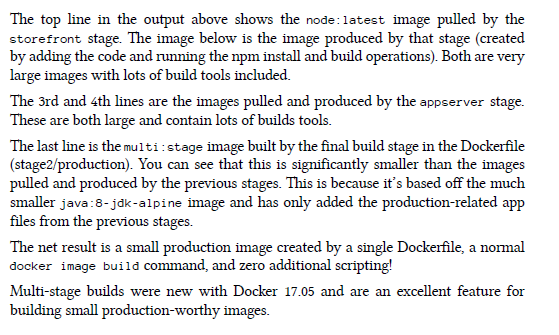 The top line in the output above shows the node:latest image pulled by the
storefront stage. The image below is the image produced by that stage (created
by adding the code and running the npm install and build operations). Both are very
large images with lots of build tools included.
The 3rd and 4th lines are the images pulled and produced by the appserver stage.
These are both large and contain lots of builds tools.
The last line is the multi:stage image built by the final build stage in the Dockerfile
(stage2/production). You can see that this is significantly smaller than the images
pulled and produced by the previous stages. This is because it’s based off the much
smaller java:8-jdk-alpine image and has only added the production-related app
files from the previous stages.
The net result is a small production image created by a single Dockerfile, a normal
docker image build command, and zero additional scripting!
Multi-stage builds were new with Docker 17.05 and are an excellent feature for
building small production-worthy images.